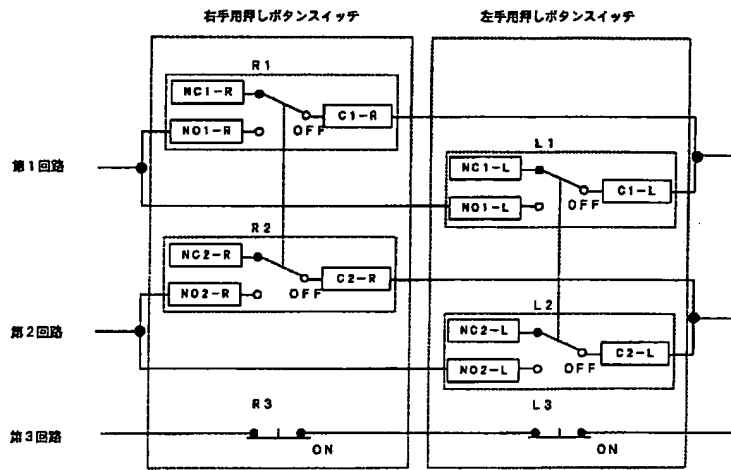 右手用押しボタンスイッチ
左手用押しボタンスイッチ
R1
NC1-R
C1-R
OFF
NO1-R
L1
第1回路
NC1-L
C1-L
OFF
NO1-L
R2
NC2-R
C2-R
OFF
NO2-R
L2
第2回路
NC2-L
C2-L
OFF
NO2-L
R3
L3
第3回路
ON
ON